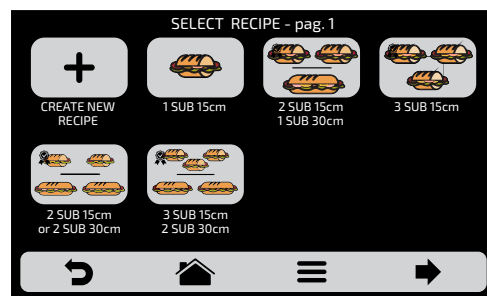 SELECT RECIPE - pag. 1
CREATE NEW
RECIPE
1 SUB 15cm
2 SUB 15cm
1 SUB 30cm
3 SUB 15cm
2 SUB 15cm
or 2 SUB 30cm
3 SUB 15cm
2 SUB 30cm